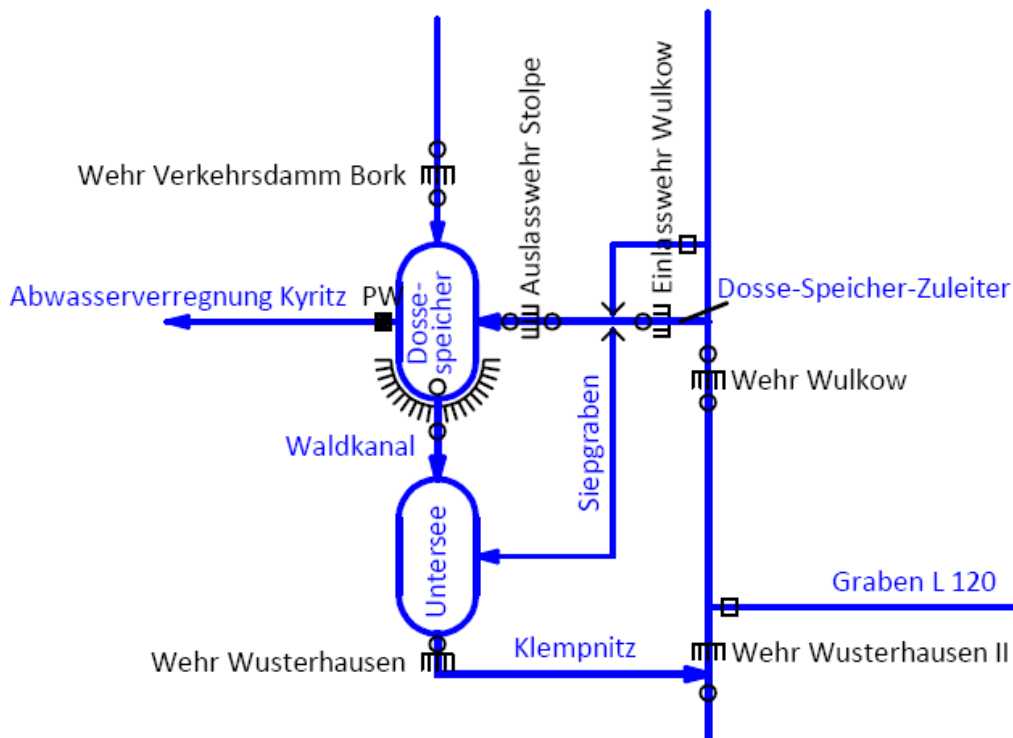 Wehr Verkehrsdamm Bork
Auslasswehr Stolpe
Einlasswehr Wulkow
Abwasserverregnung Kyritz
PW
Dosse-
speicher
Dosse-Speicher-Zuleiter
Wehr Wulkow
Waldkanal
Siepgraben
Untersee
Graben L 120
Wehr Wusterhausen
Klempnitz
Wehr Wusterhausen II